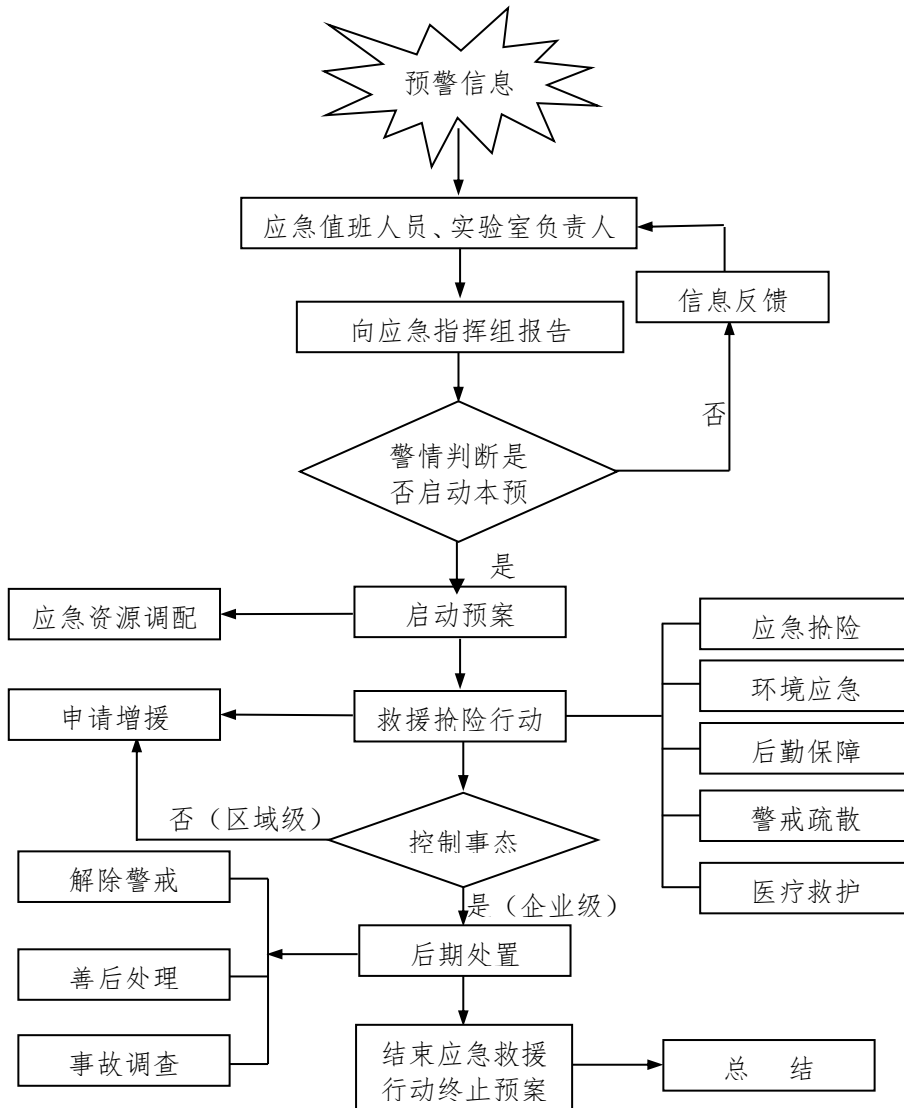 预警信息
应急值班人员、实验室负责人
信息反馈
向应急指挥组报告
否
警情判断是
否启动本预
是
应急资源调配
启动预案
应急抢险
环境应急
申请增援
救援抢险行动
后勤保障
否（区域级）
控制事态
警戒疏散
解除警戒
是（企业级）
医疗救护
后期处置
善后处理
结束应急救援
行动终止预案
事故调查
总 结